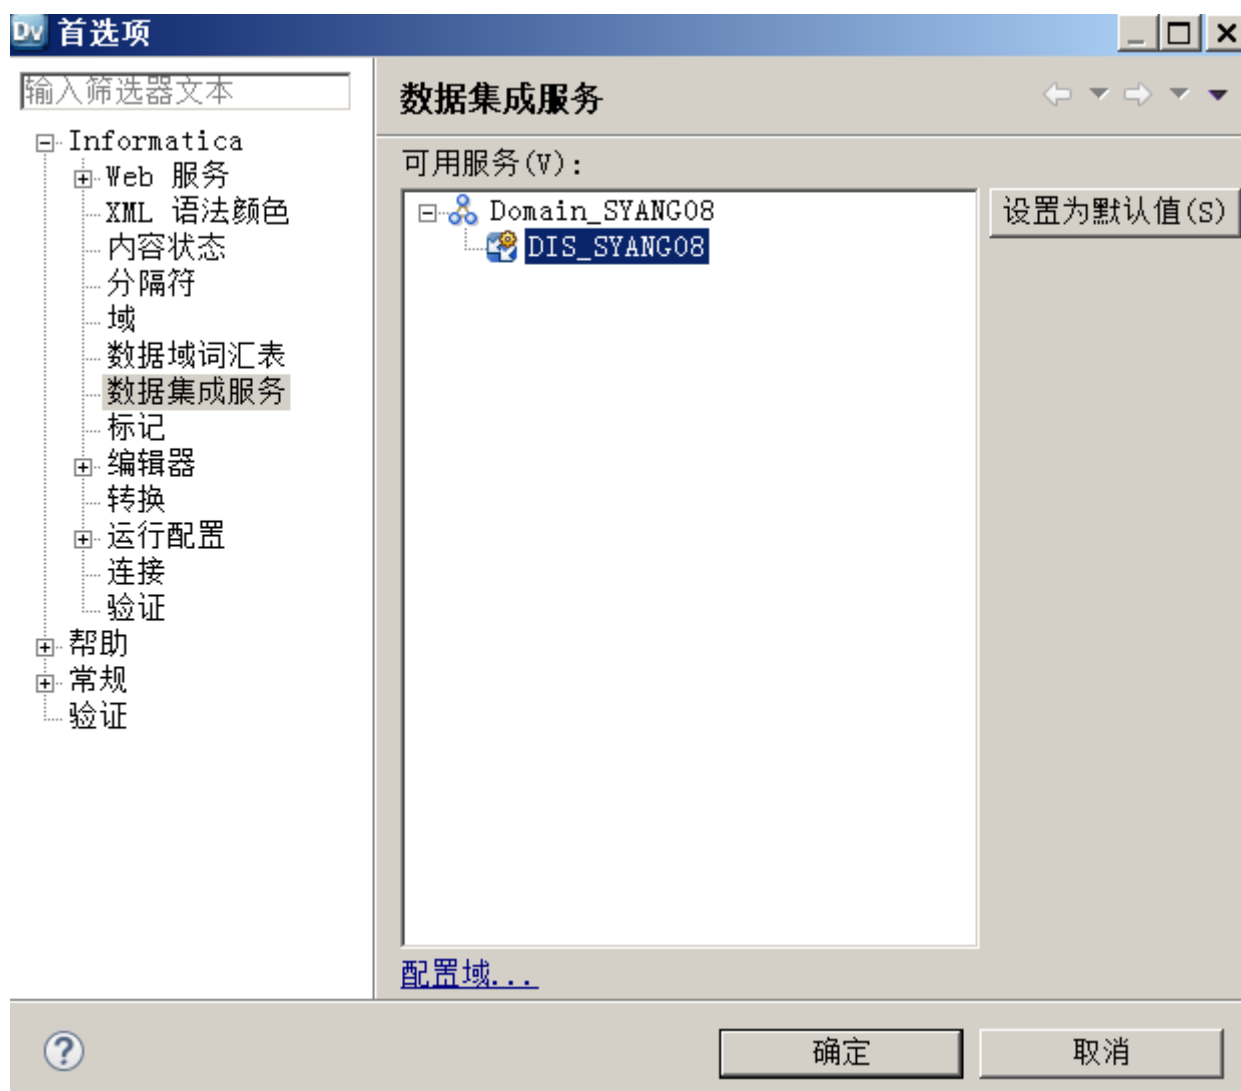 Dv 首选项
输入筛选器文本
Informatica
Web 服务
XML 语法颜色
内容状态
分隔符
域
数据域词汇表
数据集成服务
标记
编辑器
转换
运行配置
连接
验证
帮助
常规
验证
数据集成服务
可用服务(V):
Domain_SYANG08
DIS_SYANG08
设置为默认值(S)
配置域...
确定
取消